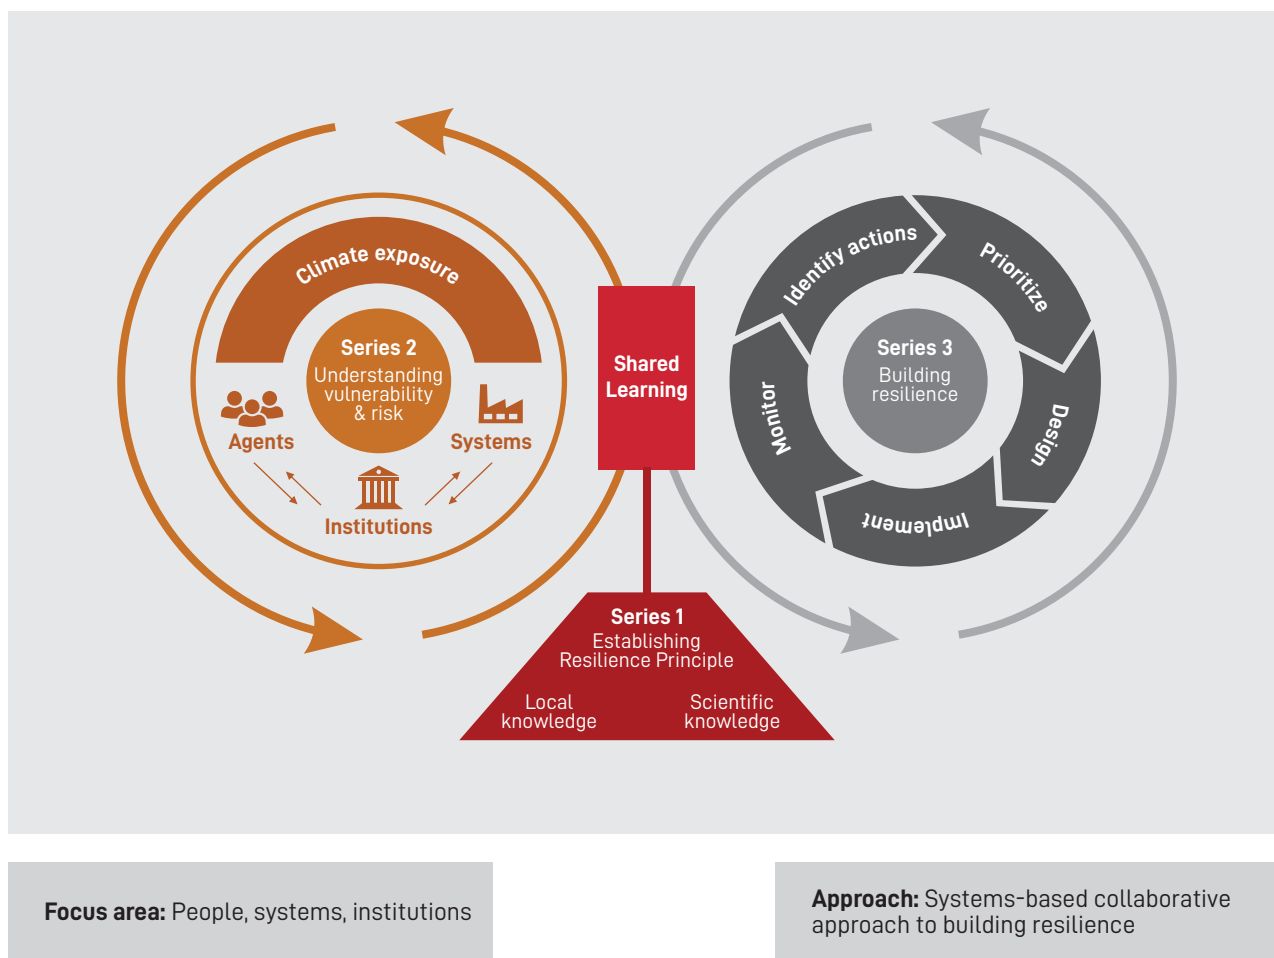 Climate exposure
Series 2
Understanding
vulnerability
& risk
Agents
Systems
Institutions
Shared
Learning
Identify actions
Prioritize
Design
Implement
Monitor
Series 3
Building
resilience
Series 1
Establishing
Resilience Principle
Local
knowledge
Scientific
knowledge
Focus area: People, systems, institutions
Approach: Systems-based collaborative
approach to building resilience